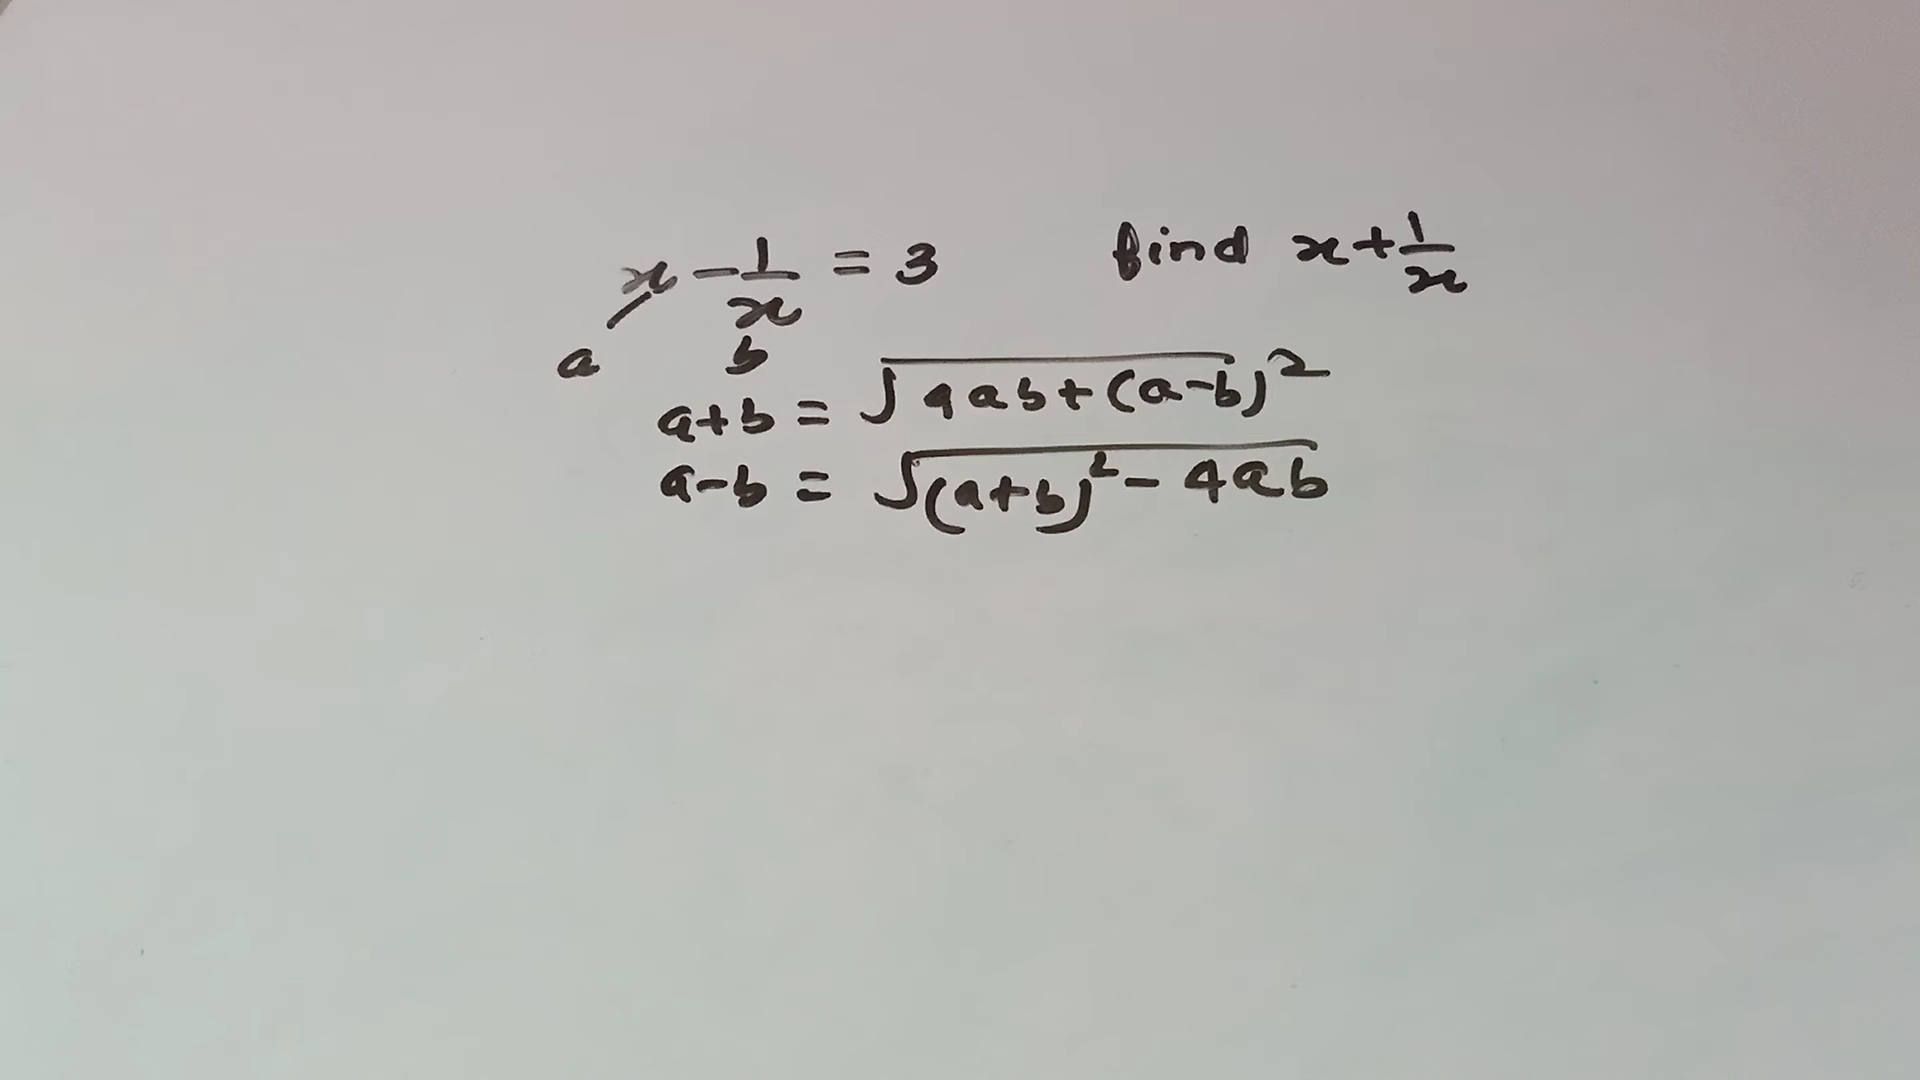 x - 1/x = 3 find x + 1/x
a b
a+b = √4ab+(a-b)²
a-b = √(a+b)² - 4ab